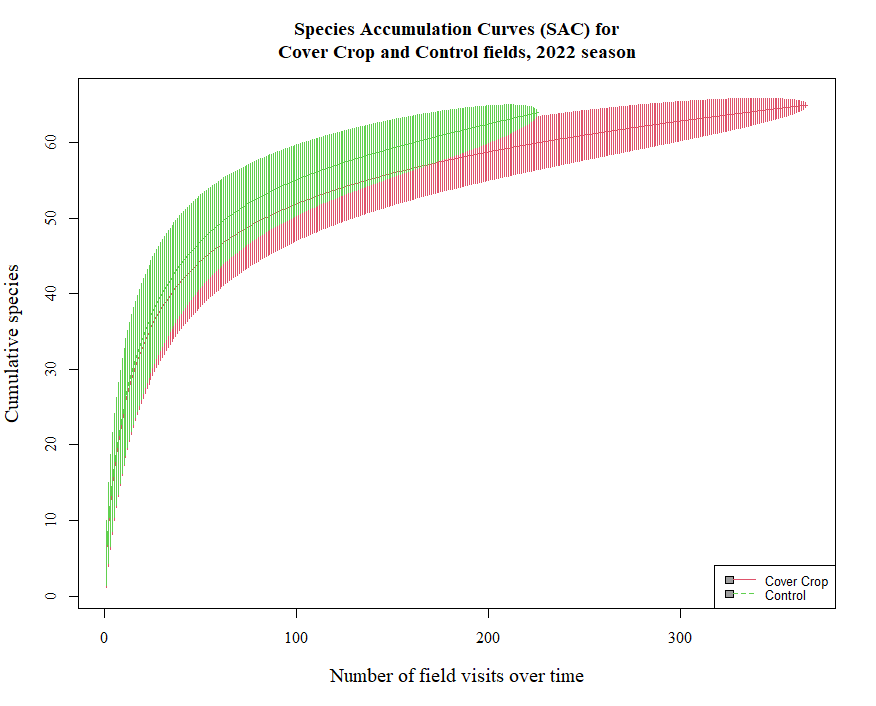 Species Accumulation Curves (SAC) for
Cover Crop and Control fields, 2022 season
Cumulative species
60
50
40
30
20
10
0
0 100 200 300
Number of field visits over time
Cover Crop
Control